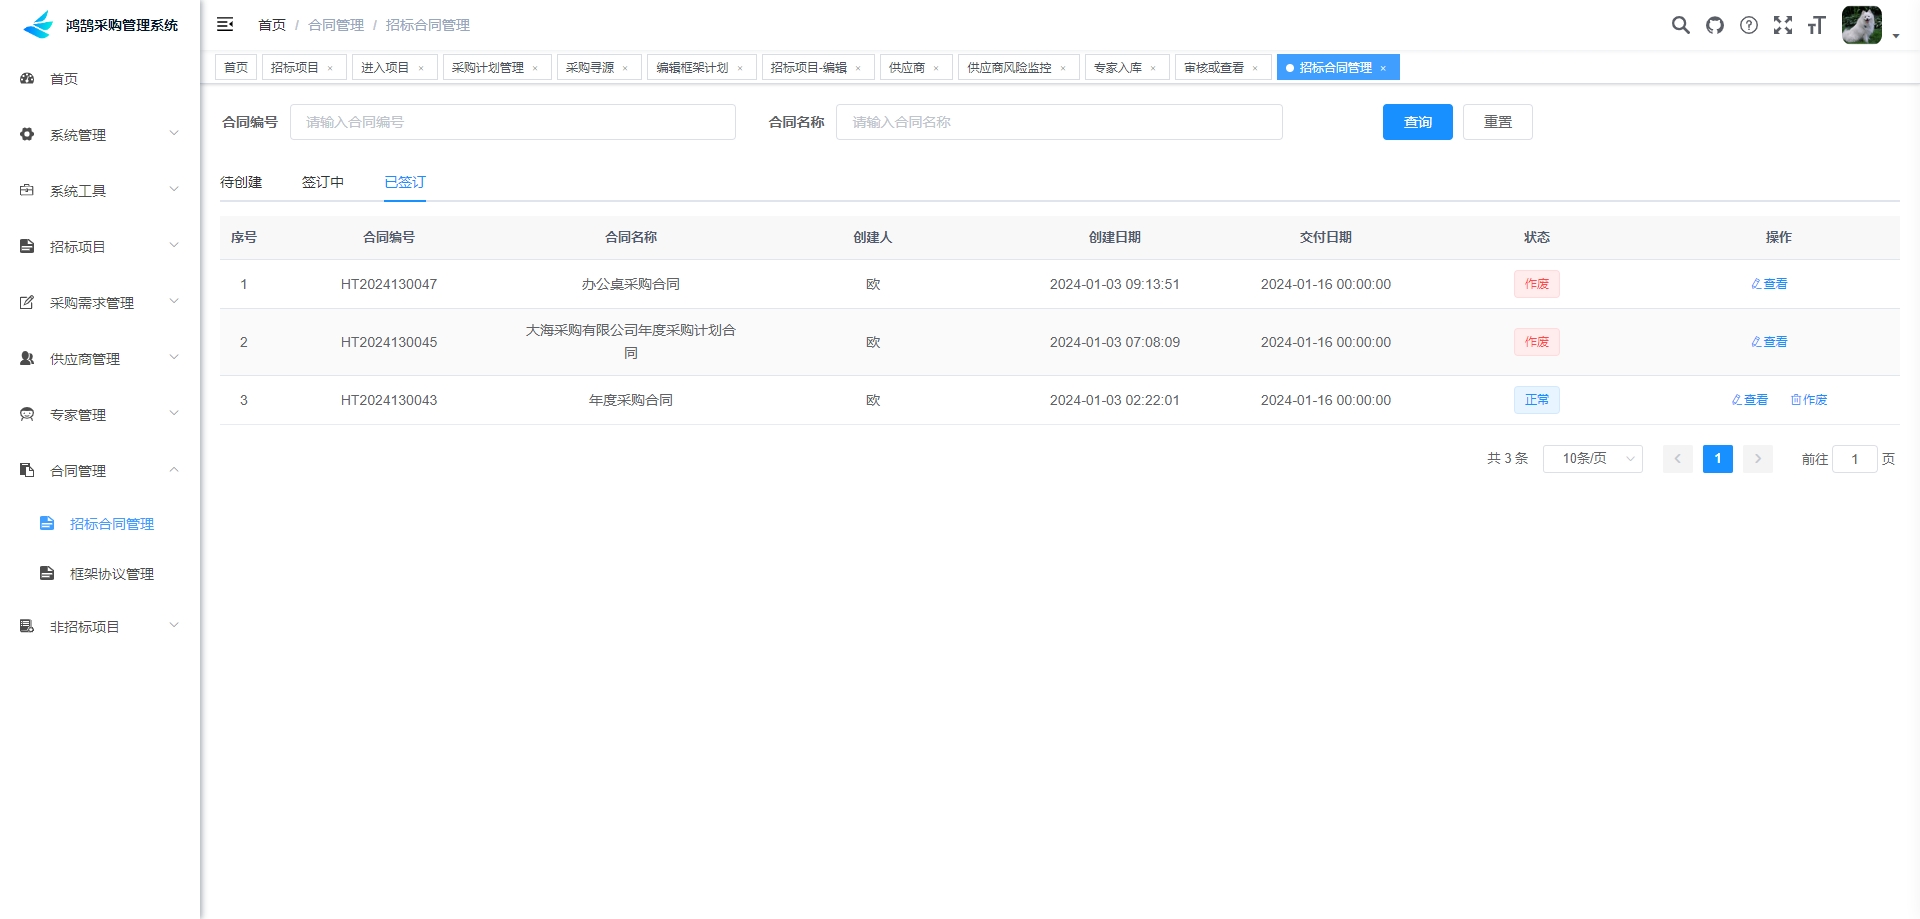 鸿鹄采购管理系统
首页 / 合同管理 / 招标合同管理
首页
招标项目 ×
进入项目 ×
采购计划管理 ×
采购寻源 ×
编辑框架计划 ×
招标项目-编辑 ×
供应商 ×
供应商风险监控 ×
专家入库 ×
审核或查看 ×
招标合同管理 ×
首页
系统管理
系统工具
招标项目
采购需求管理
供应商管理
专家管理
合同管理
招标合同管理
框架协议管理
非招标项目
合同编号 请输入合同编号 合同名称 请输入合同名称 查询 重置
待创建 签订中 已签订
序号 合同编号 合同名称 创建人 创建日期 交付日期 状态 操作
1 HT2024130047 办公桌采购合同 欧 2024-01-03 09:13:51 2024-01-16 00:00:00 作废 查看
2 HT2024130045 大海采购有限公司年度采购计划合
同 欧 2024-01-03 07:08:09 2024-01-16 00:00:00 作废 查看
3 HT2024130043 年度采购合同 欧 2024-01-03 02:22:01 2024-01-16 00:00:00 正常 查看 作废
共 3 条 10条/页 1 前往 1 页